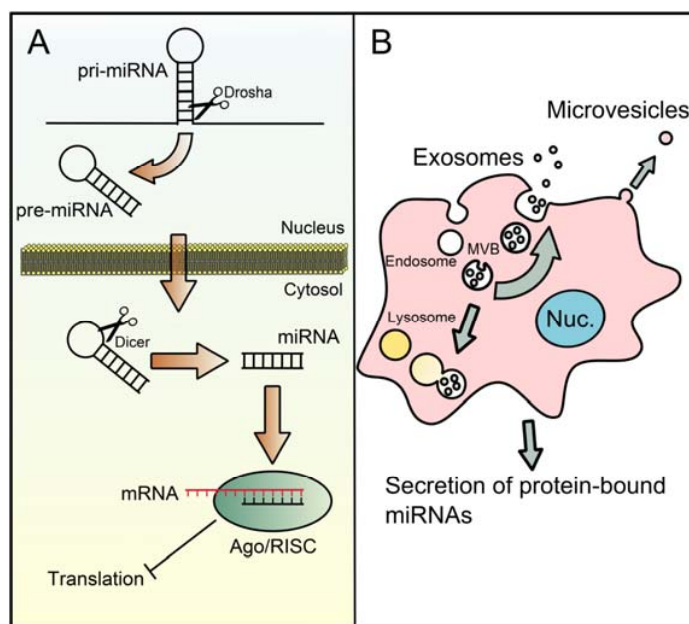 A
pri-miRNA
Drosha
pre-miRNA
Nucleus
Cytosol
Dicer
miRNA
mRNA
Ago/RISC
Translation
B
Microvesicles
Exosomes
Endosome
MVB
Lysosome
Nuc.
Secretion of protein-bound
miRNAs